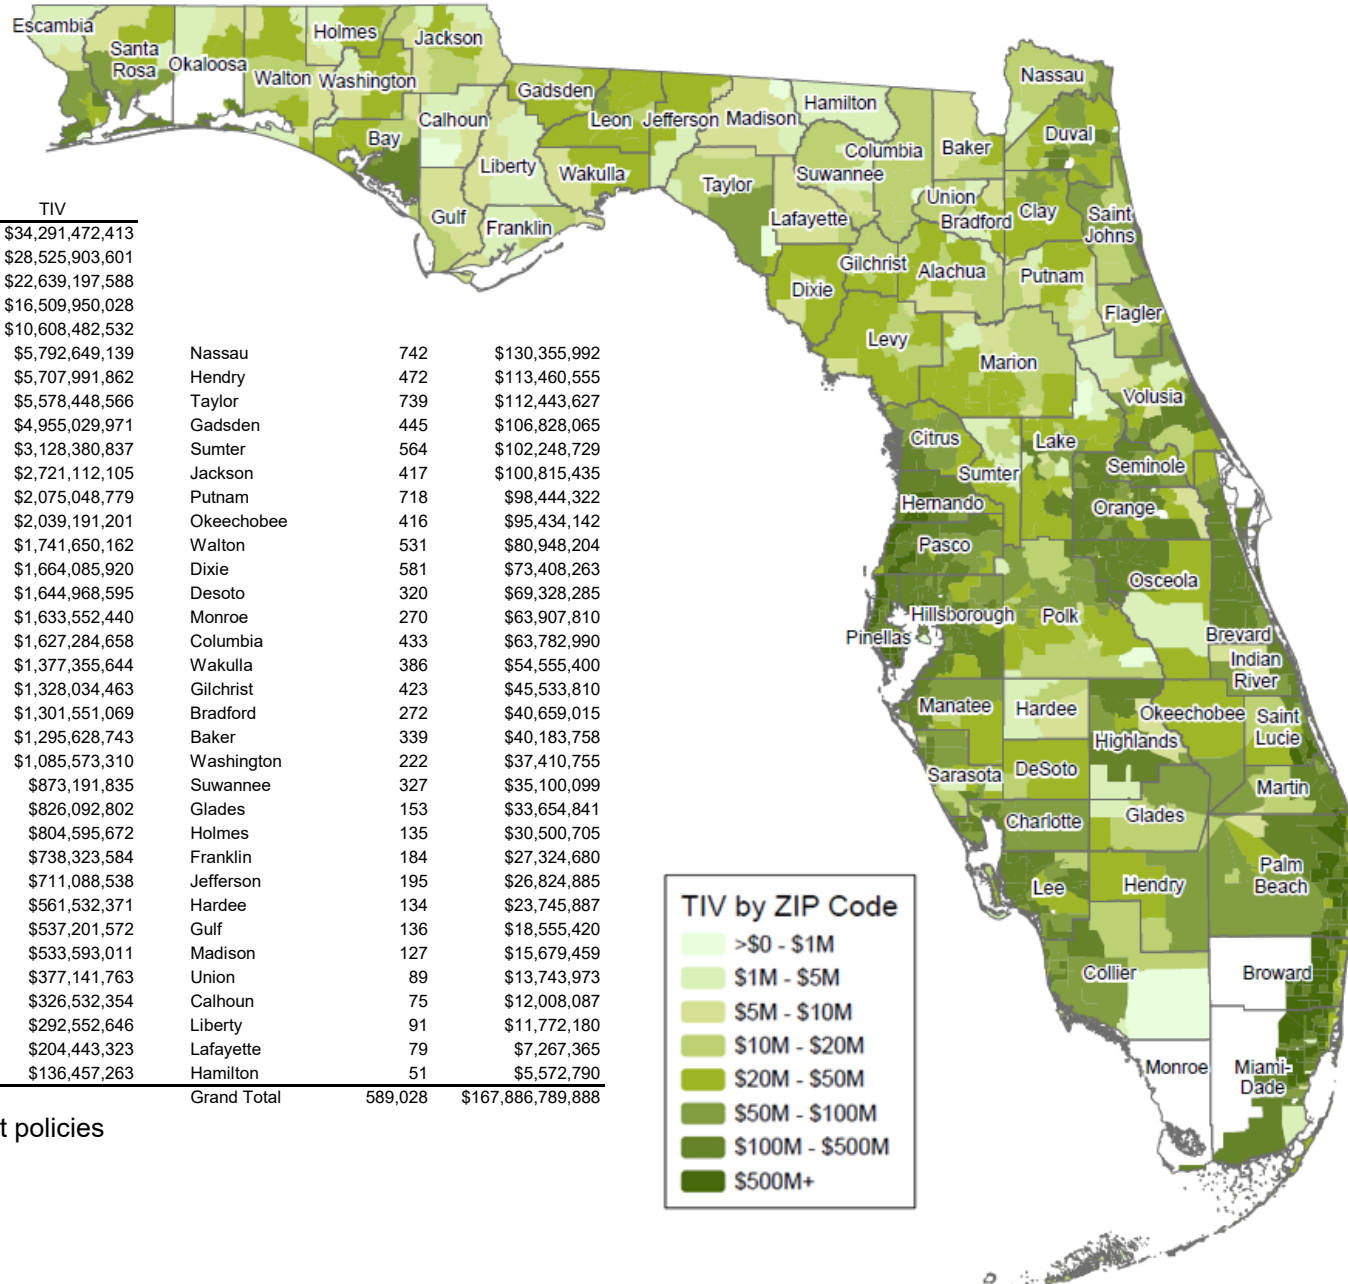 TIV
$34,291,472,413
$28,525,903,601
$22,639,197,588
$16,509,950,028
$10,608,482,532
$5,792,649,139 Nassau 742 $130,355,992
$5,707,991,862 Hendry 472 $113,460,555
$5,578,448,566 Taylor 739 $112,443,627
$4,955,029,971 Gadsden 445 $106,828,065
$3,128,380,837 Sumter 564 $102,248,729
$2,721,112,105 Jackson 417 $100,815,435
$2,075,048,779 Putnam 718 $98,444,322
$2,039,191,201 Okeechobee 416 $95,434,142
$1,741,650,162 Walton 531 $80,948,204
$1,664,085,920 Dixie 581 $73,408,263
$1,644,968,595 Desoto 320 $69,328,285
$1,633,552,440 Monroe 270 $63,907,810
$1,627,284,658 Columbia 433 $63,782,990
$1,377,355,644 Wakulla 386 $54,555,400
$1,328,034,463 Gilchrist 423 $45,533,810
$1,301,551,069 Bradford 272 $40,659,015
$1,295,628,743 Baker 339 $40,183,758
$1,085,573,310 Washington 222 $37,410,755
$873,191,835 Suwannee 327 $35,100,099
$826,092,802 Glades 153 $33,654,841
$804,595,672 Holmes 135 $30,500,705
$738,323,584 Franklin 184 $27,324,680
$711,088,538 Jefferson 195 $26,824,885
$561,532,371 Hardee 134 $23,745,887
$537,201,572 Gulf 136 $18,555,420
$533,593,011 Madison 127 $15,679,459
$377,141,763 Union 89 $13,743,973
$326,532,354 Calhoun 75 $12,008,087
$292,552,646 Liberty 91 $11,772,180
$204,443,323 Lafayette 79 $7,267,365
$136,457,263 Hamilton 51 $5,572,790
Grand Total 589,028 $167,886,789,888
t policies
Escambia
Santa
Rosa
Okaloosa
Walton
Holmes
Washington
Jackson
Bay
Calhoun
Gulf
Liberty
Franklin
Gadsden
Leon
Wakulla
Jefferson
Madison
Taylor
Hamilton
Suwannee
Lafayette
Columbia
Dixie
Gilchrist
Baker
Union
Bradford
Nassau
Duval
Clay
Saint
Johns
Alachua
Putnam
Flagler
Levy
Marion
Volusia
Citrus
Sumter
Lake
Seminole
Hernando
Orange
Pasco
Osceola
Hillsborough
Polk
Pinellas
Brevard
Indian
River
Manatee
Hardee
Okeechobee
Saint
Lucie
Highlands
Sarasota
DeSoto
Martin
Charlotte
Glades
Lee
Hendry
Palm
Beach
Collier
Broward
Monroe
Miami-
Dade
TIV by ZIP Code
>$0 - $1M
$1M - $5M
$5M - $10M
$10M - $20M
$20M - $50M
$50M - $100M
$100M - $500M
$500M+